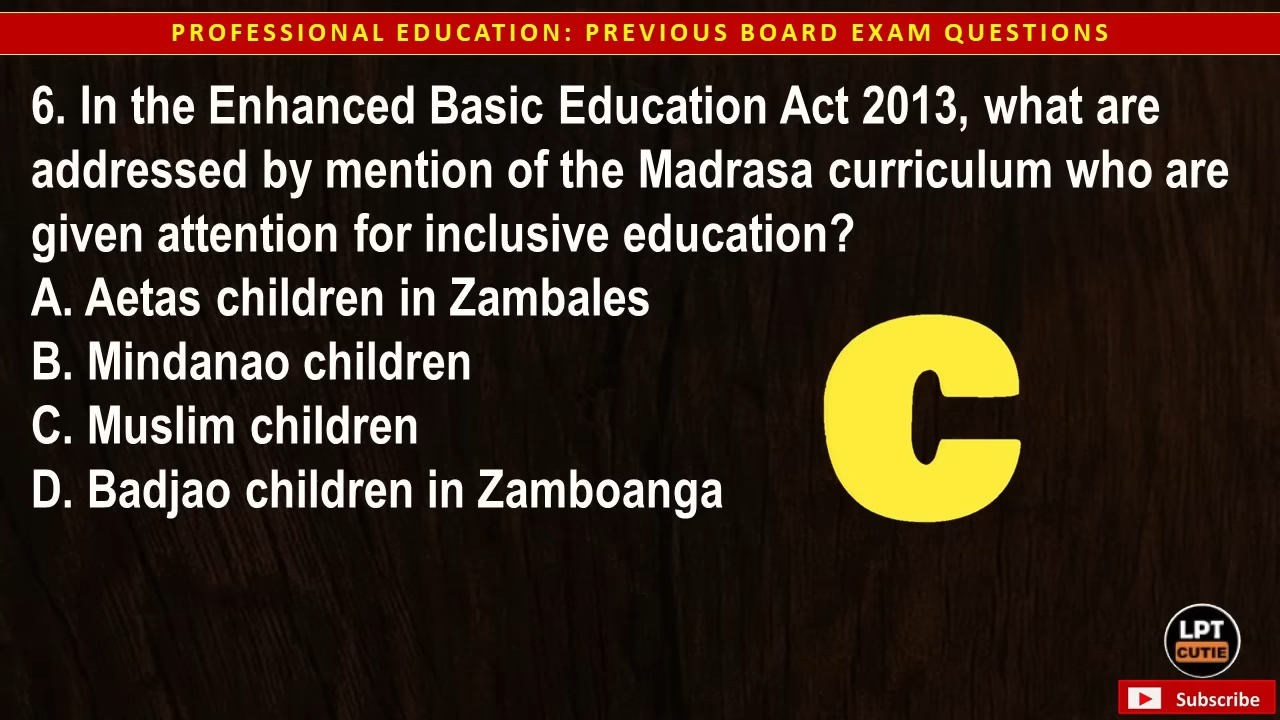 PROFESSIONAL EDUCATION: PREVIOUS BOARD EXAM QUESTIONS
6. In the Enhanced Basic Education Act 2013, what are
addressed by mention of the Madrasa curriculum who are
given attention for inclusive education?
A. Aetas children in Zambales
B. Mindanao children
C. Muslim children
D. Badjao children in Zamboanga
C
LPT
CUTIE
Subscribe